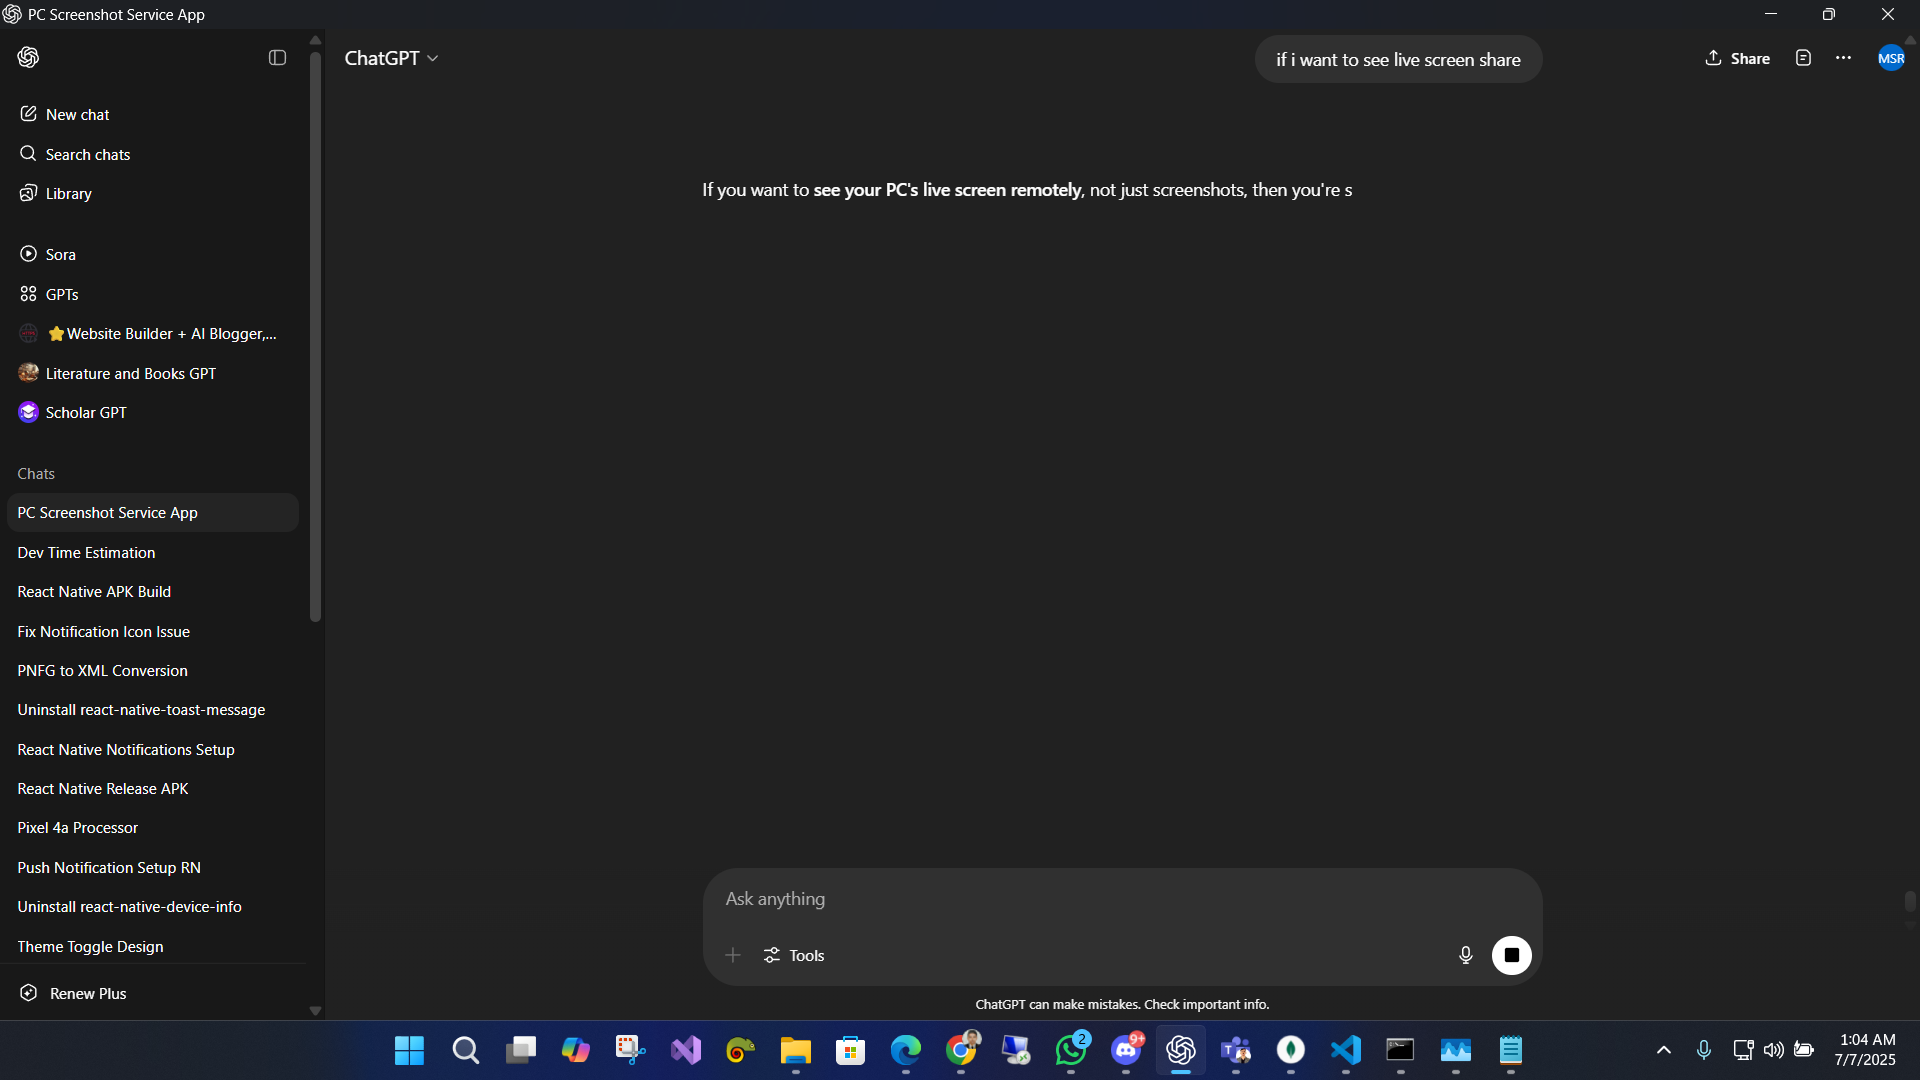 PC Screenshot Service App
ChatGPT
if i want to see live screen share
Share
MSR
New chat
Search chats
Library
Sora
GPTs
⭐Website Builder + AI Blogger,...
Literature and Books GPT
Scholar GPT
Chats
PC Screenshot Service App
Dev Time Estimation
React Native APK Build
Fix Notification Icon Issue
PNFG to XML Conversion
Uninstall react-native-toast-message
React Native Notifications Setup
React Native Release APK
Pixel 4a Processor
Push Notification Setup RN
Uninstall react-native-device-info
Theme Toggle Design
Renew Plus
If you want to see your PC's live screen remotely, not just screenshots, then you're s
Ask anything
Tools
ChatGPT can make mistakes. Check important info.
2
9+
1:04 AM
7/7/2025